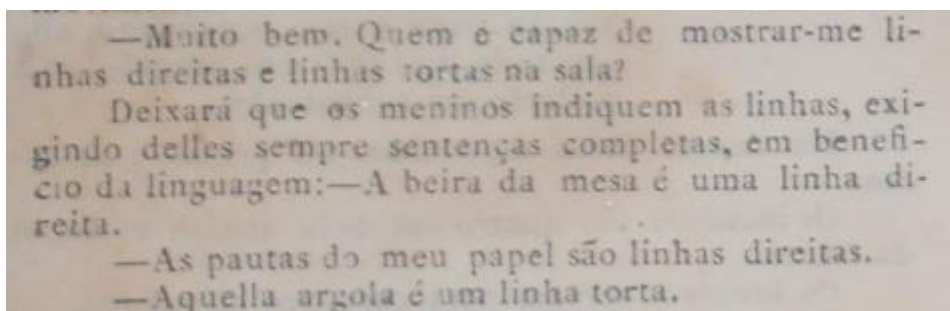 —Muito bem. Quem é capaz de mostrar-me li-
nhas direitas e linhas tortas na sala?
Deixará que os meninos indiquem as linhas, exi-
gindo delles sempre sentenças completas, em benefi-
cio da linguagem:—A beira da mesa é uma linha di-
reita.
—As pautas do meu papel são linhas direitas.
—Aquella argola é um linha torta.